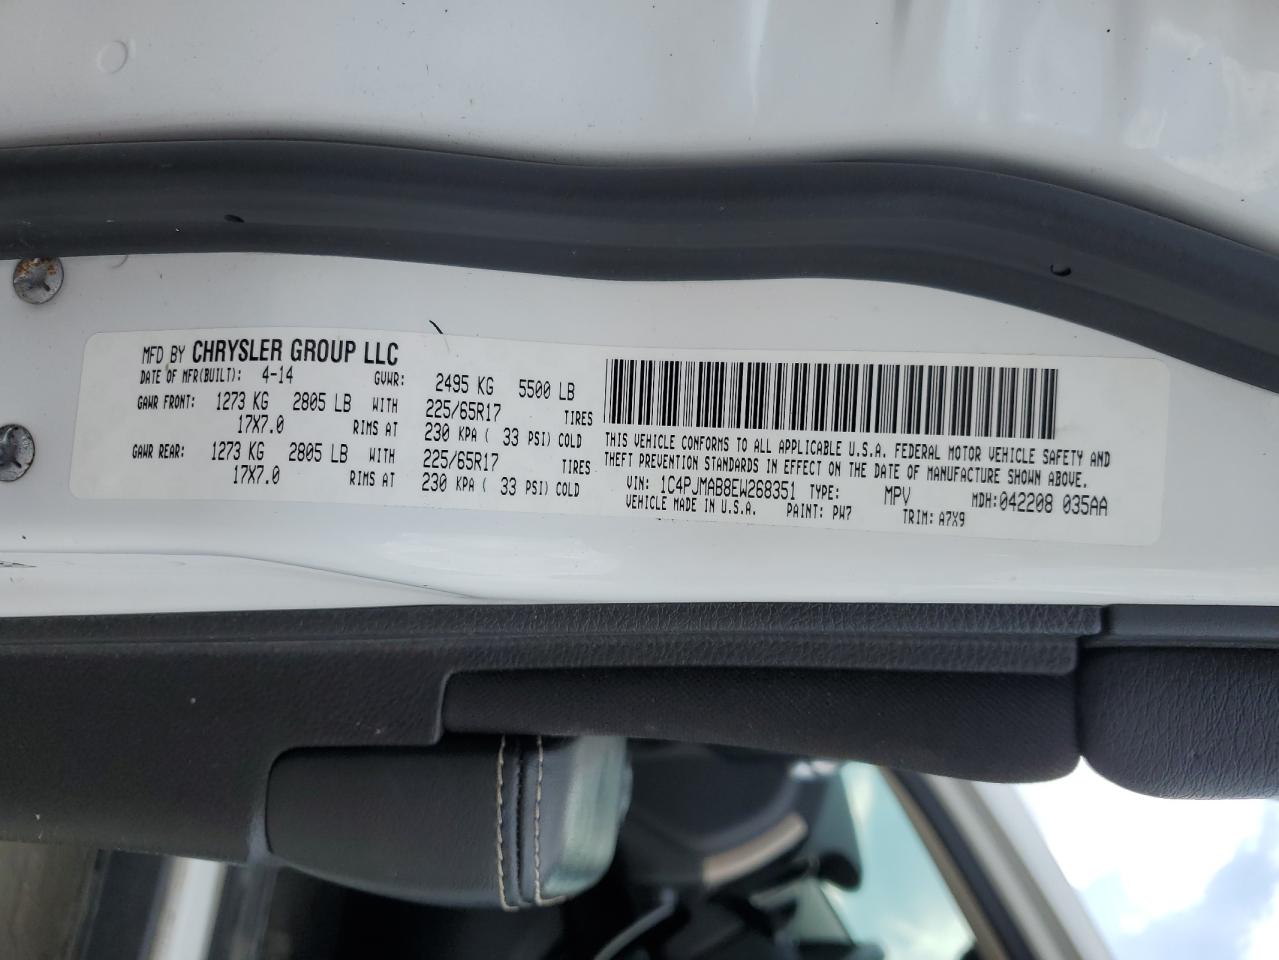 MFD BY CHRYSLER GROUP LLC
DATE OF MFR(BUILT): 4-14 GVWR: 2495 KG 5500 LB
GAWR FRONT: 1273 KG 2805 LB WITH 225/65R17 TIRES
17X7.0 RIMS AT 230 KPA ( 33 PSI) COLD
GAWR REAR: 1273 KG 2805 LB WITH 225/65R17 TIRES
17X7.0 RIMS AT 230 KPA ( 33 PSI) COLD
THIS VEHICLE CONFORMS TO ALL APPLICABLE U.S.A. FEDERAL MOTOR VEHICLE SAFETY AND
THEFT PREVENTION STANDARDS IN EFFECT ON THE DATE OF MANUFACTURE SHOWN ABOVE.
VIN: 1C4PJMAB8EW268351 TYPE: MPV MDH:042208 035AA
VEHICLE MADE IN U.S.A. PAINT: PW7 TRIM: A7X9